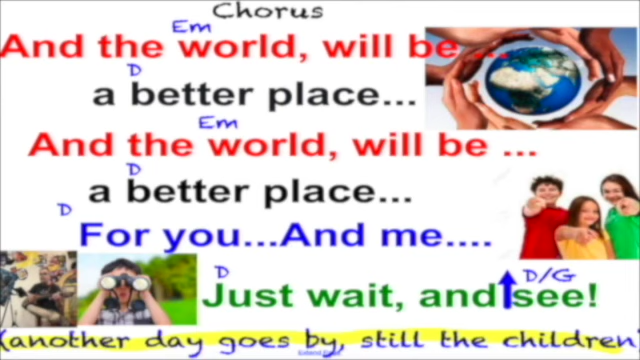 Chorus
Em
And the world, will be ...
D
a better place...
Em
And the world, will be ...
D
a better place...
D
For you...And me....
D D/G
Just wait, and see!
(another day goes by, still the children)